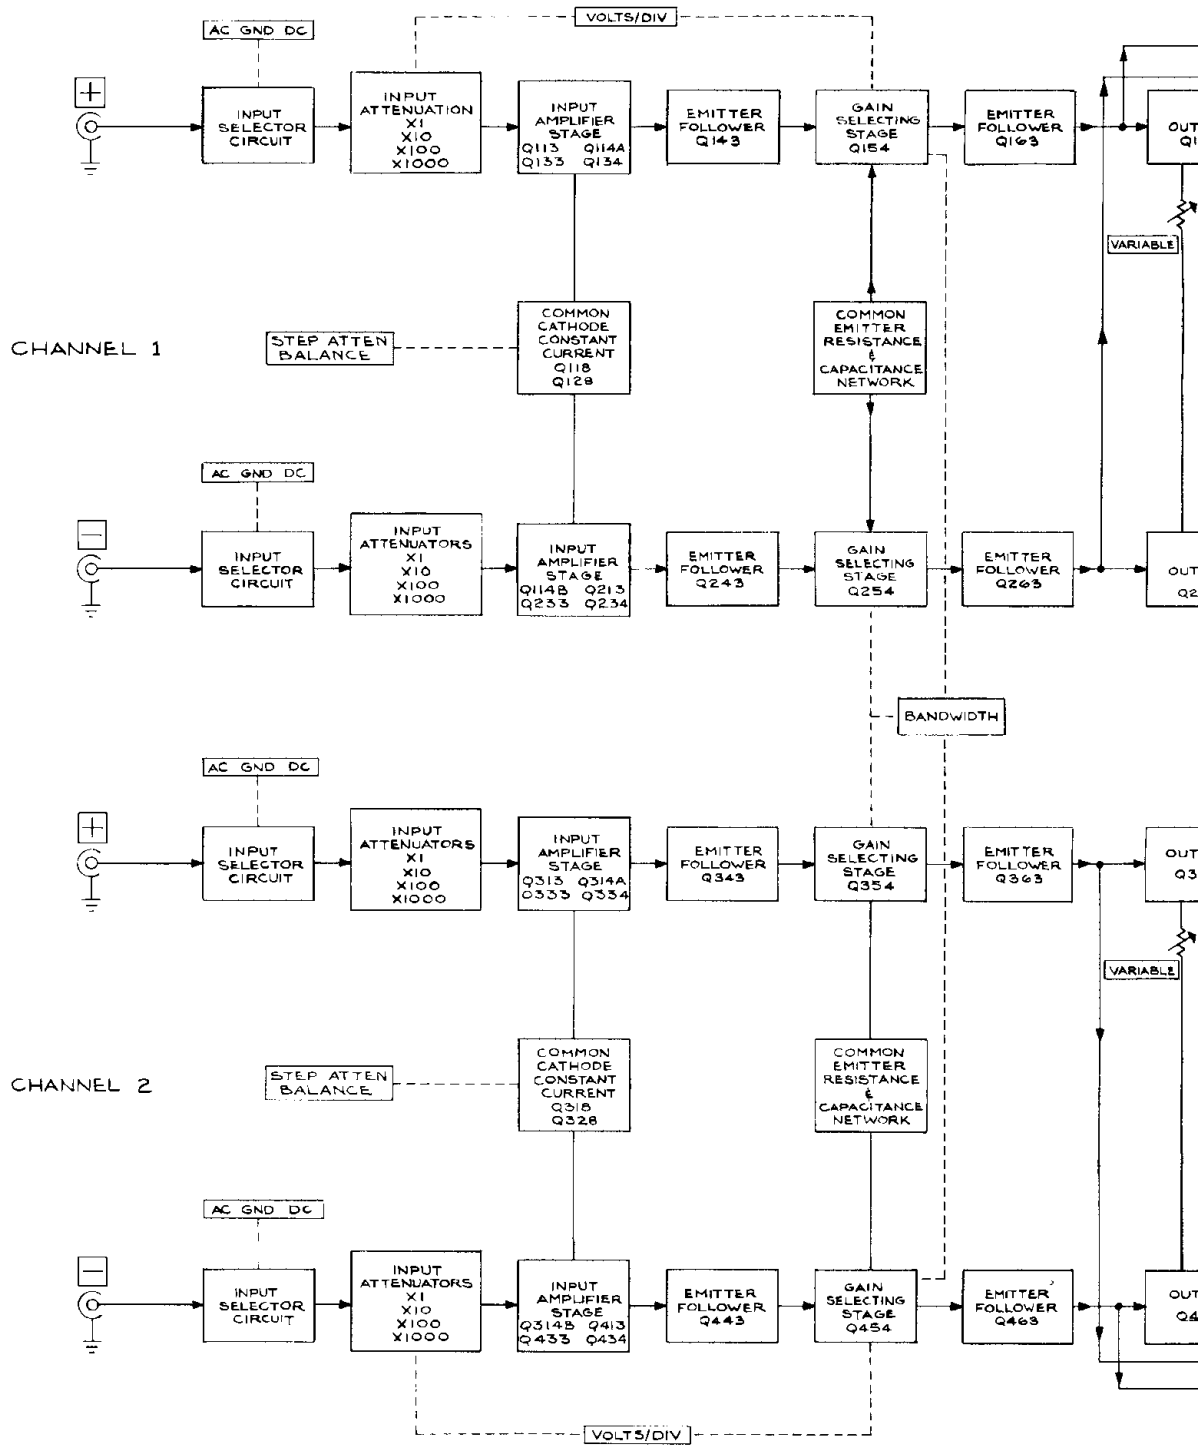 VOLTS/DIV
AC GND DC
+
INPUT
SELECTOR
CIRCUIT
INPUT
ATTENUATION
X1
X10
X100
X1000
INPUT
AMPLIFIER
STAGE
Q113 Q114A
Q133 Q134
EMITTER
FOLLOWER
Q143
GAIN
SELECTING
STAGE
Q154
EMITTER
FOLLOWER
Q163
OUT
Q1
VARIABLE
CHANNEL 1
STEP ATTEN
BALANCE
COMMON
CATHODE
CONSTANT
CURRENT
Q118
Q128
COMMON
EMITTER
RESISTANCE
&
CAPACITANCE
NETWORK
AC GND DC
−
INPUT
SELECTOR
CIRCUIT
INPUT
ATTENUATORS
X1
X10
X100
X1000
INPUT
AMPLIFIER
STAGE
Q114B Q213
Q233 Q234
EMITTER
FOLLOWER
Q243
GAIN
SELECTING
STAGE
Q254
EMITTER
FOLLOWER
Q263
OUT
Q2
BANDWIDTH
AC GND DC
+
INPUT
SELECTOR
CIRCUIT
INPUT
ATTENUATORS
X1
X10
X100
X1000
INPUT
AMPLIFIER
STAGE
Q313 Q314A
Q333 Q334
EMITTER
FOLLOWER
Q343
GAIN
SELECTING
STAGE
Q354
EMITTER
FOLLOWER
Q363
OUT
Q3
VARIABLE
CHANNEL 2
STEP ATTEN
BALANCE
COMMON
CATHODE
CONSTANT
CURRENT
Q318
Q328
COMMON
EMITTER
RESISTANCE
&
CAPACITANCE
NETWORK
AC GND DC
−
INPUT
SELECTOR
CIRCUIT
INPUT
ATTENUATORS
X1
X10
X100
X1000
INPUT
AMPLIFIER
STAGE
Q314B Q413
Q433 Q434
EMITTER
FOLLOWER
Q443
GAIN
SELECTING
STAGE
Q454
EMITTER
FOLLOWER
Q463
OUT
Q4
VOLTS/DIV